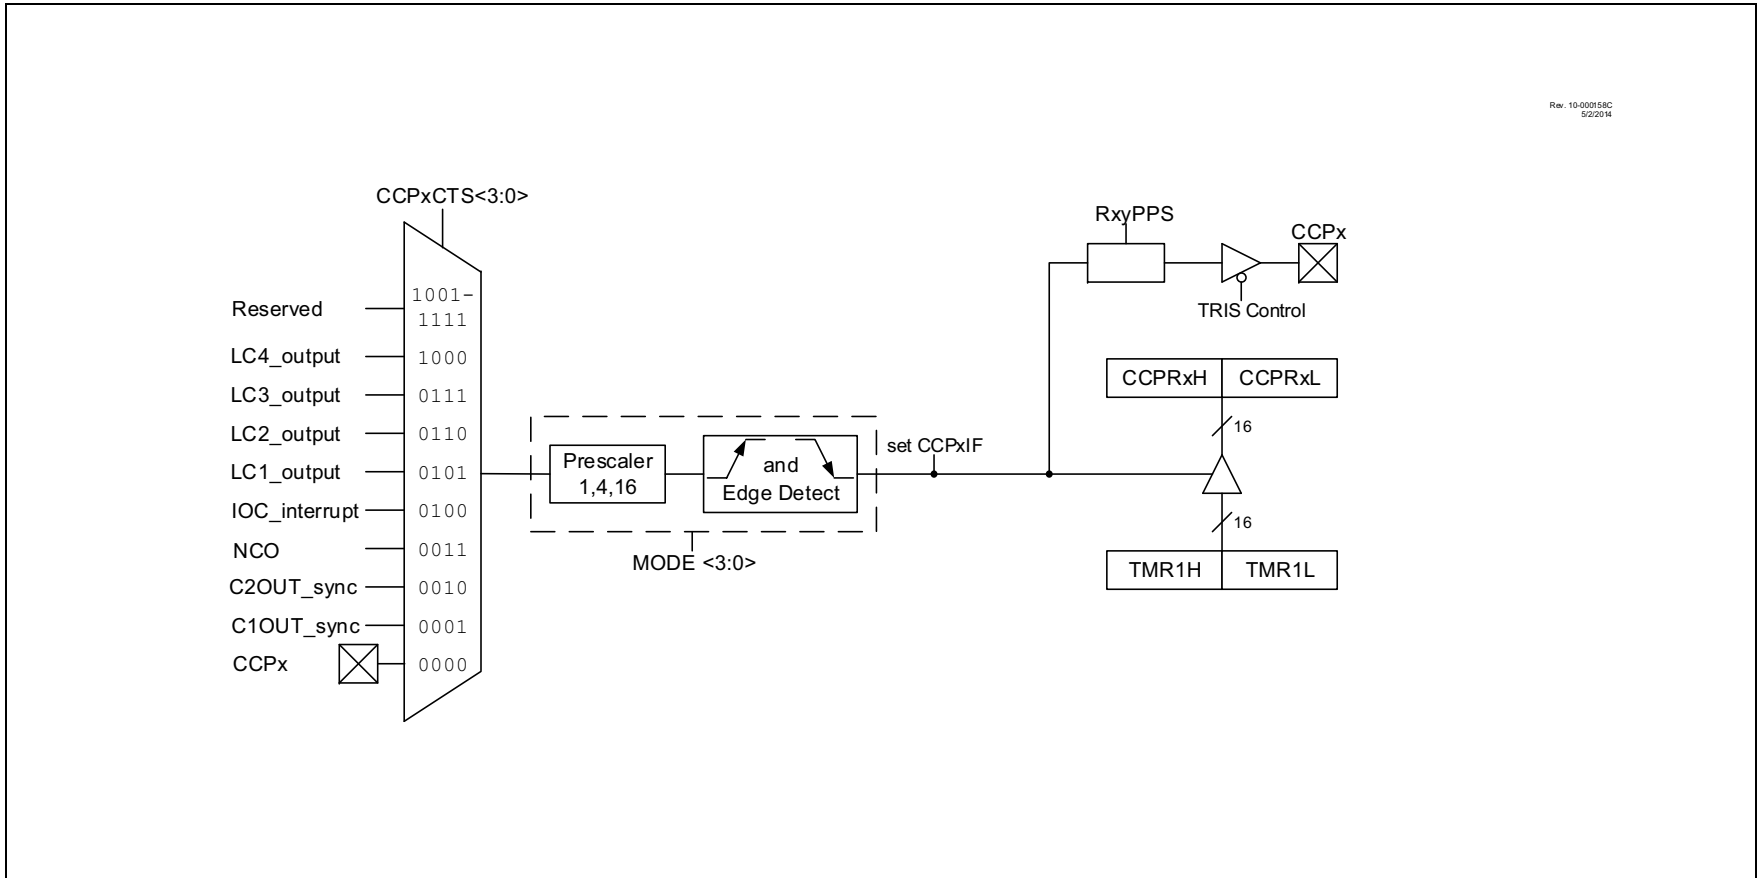 Rev. 10-000158C
5/2/2014
CCPxCTS<3:0>
Reserved
1001-
1111
LC4_output 1000
LC3_output 0111
LC2_output 0110
LC1_output 0101
IOC_interrupt 0100
NCO 0011
C2OUT_sync 0010
C1OUT_sync 0001
CCPx 0000
Prescaler
1,4,16
and
Edge Detect
MODE <3:0>
set CCPxIF
RxyPPS
CCPx
TRIS Control
CCPRxH CCPRxL
16
16
TMR1H TMR1L